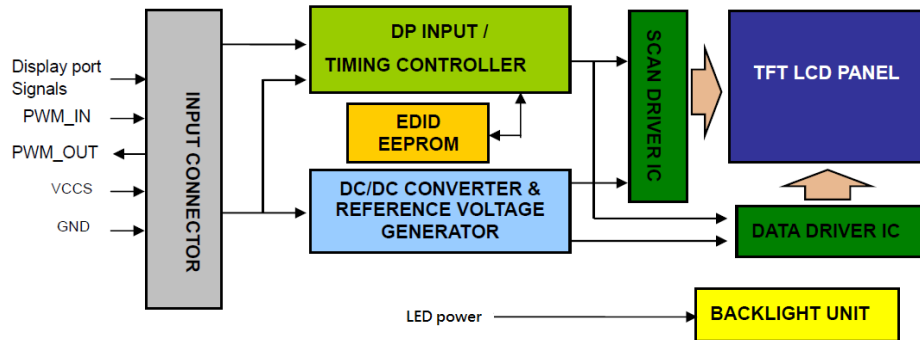 Display port
Signals
PWM_IN
PWM_OUT
VCCS
GND
INPUT CONNECTOR
DP INPUT /
TIMING CONTROLLER
EDID
EEPROM
DC/DC CONVERTER &
REFERENCE VOLTAGE
GENERATOR
SCAN DRIVER IC
TFT LCD PANEL
DATA DRIVER IC
LED power
BACKLIGHT UNIT